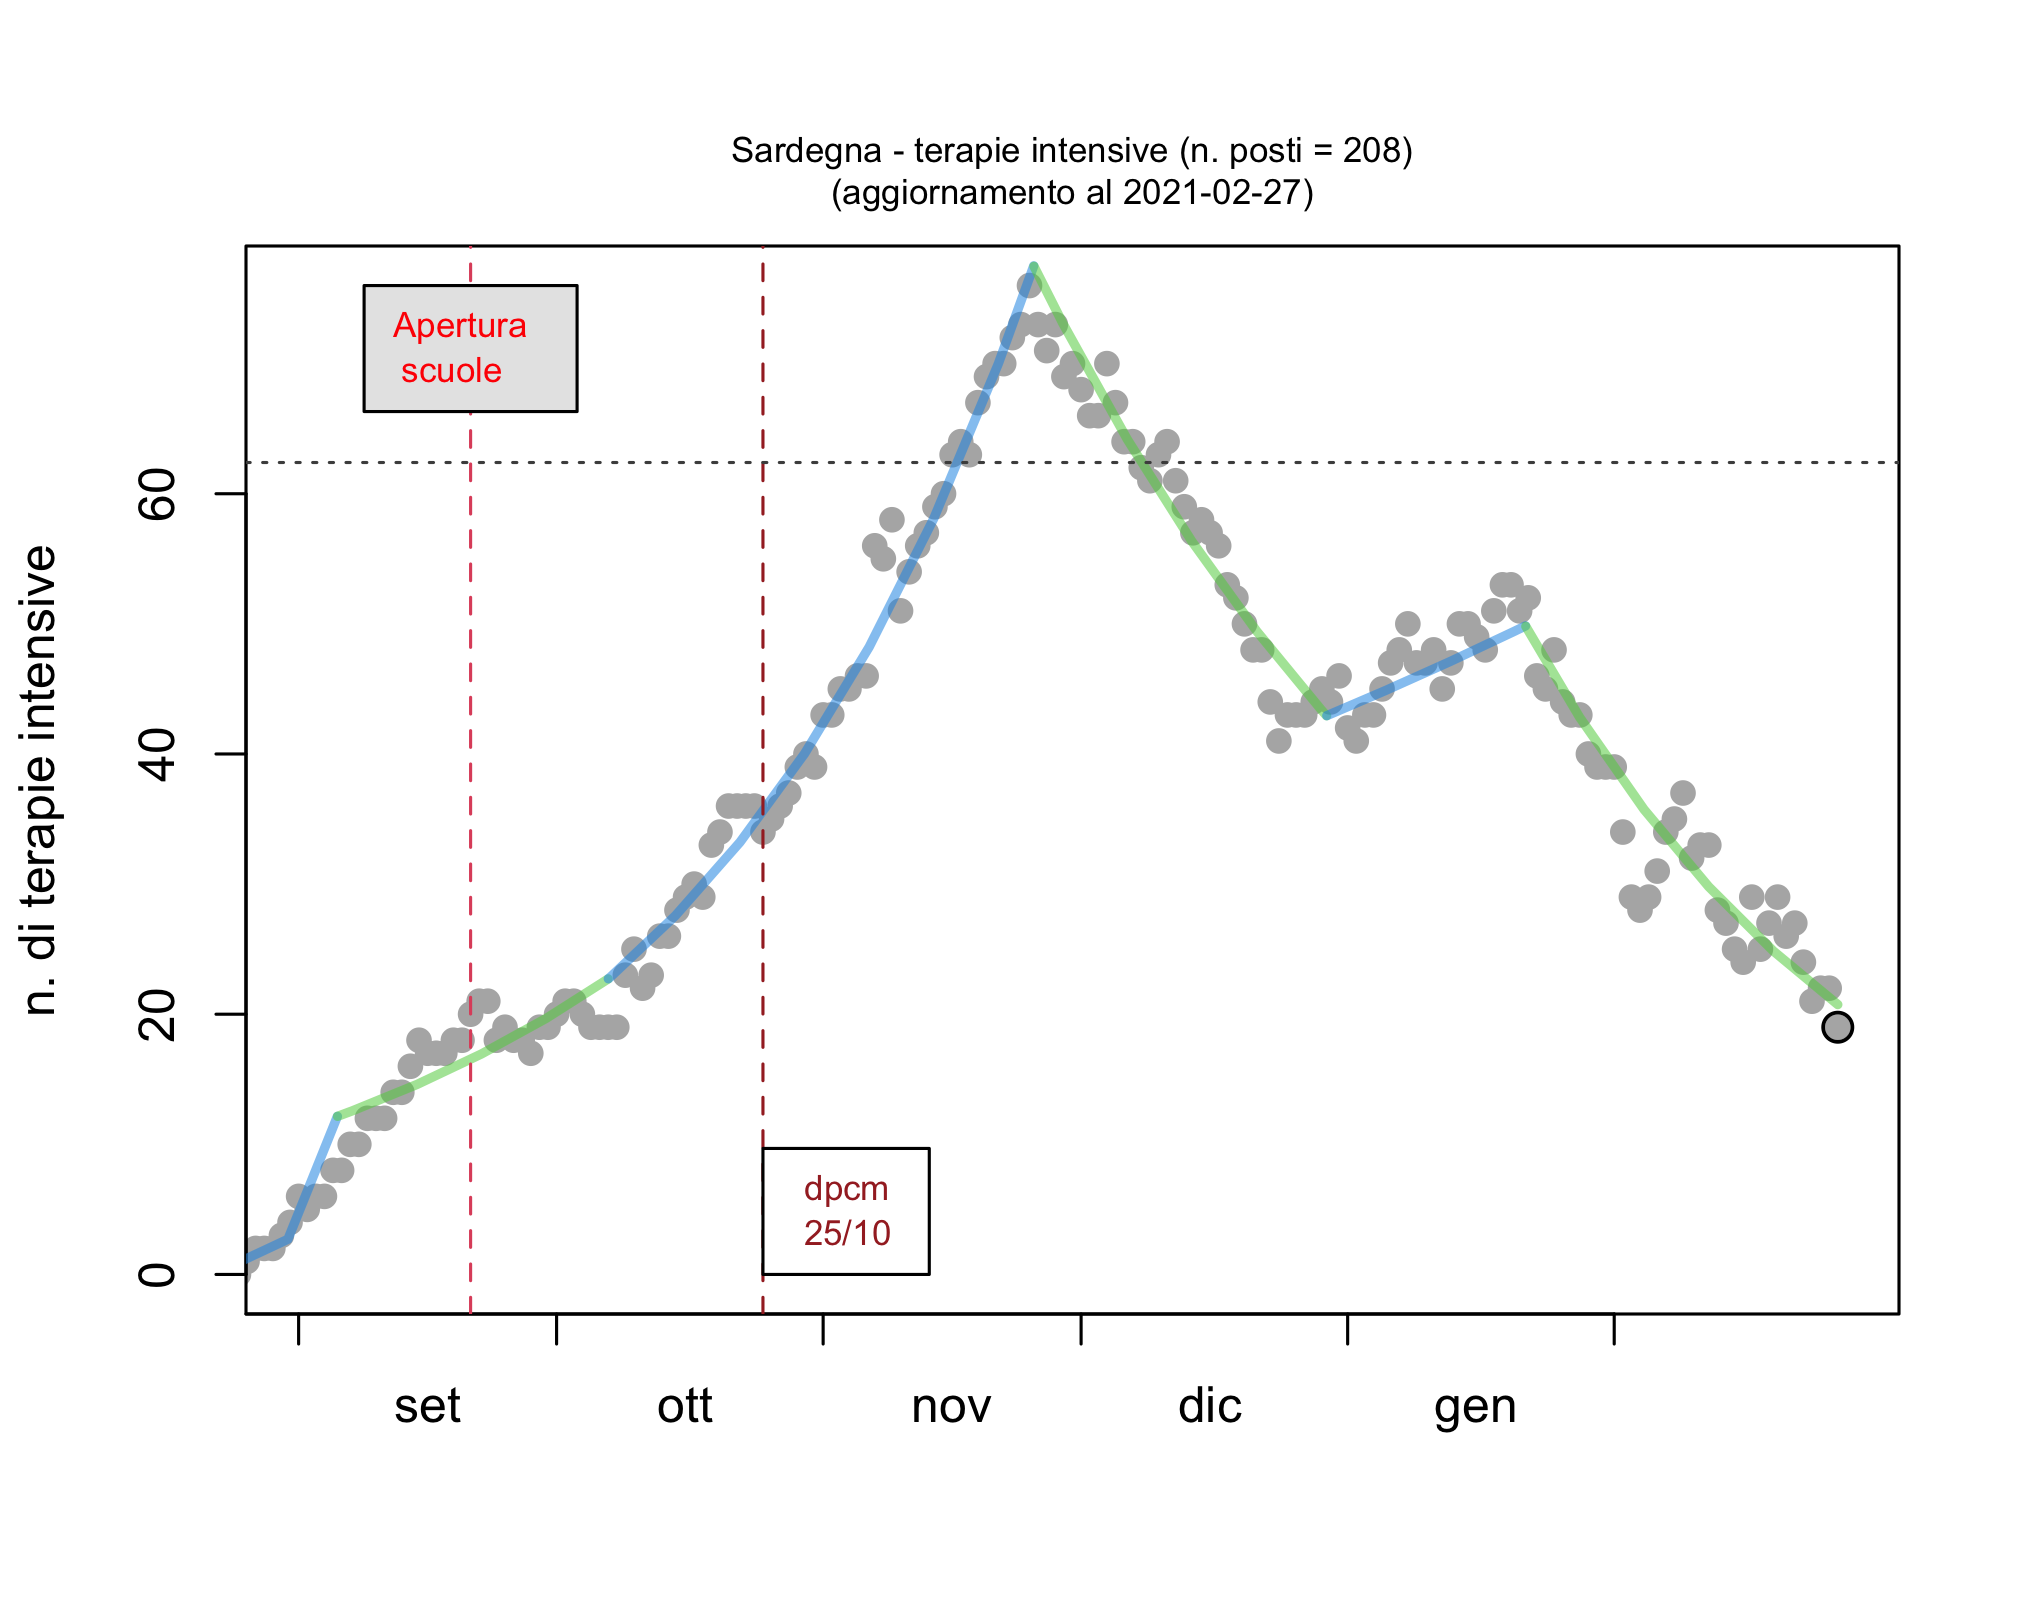 Sardegna - terapie intensive (n. posti = 208)
(aggiornamento al 2021-02-27)
Apertura
scuole
n. di terapie intensive
60
40
20
0
dpcm
25/10
set
ott
nov
dic
gen